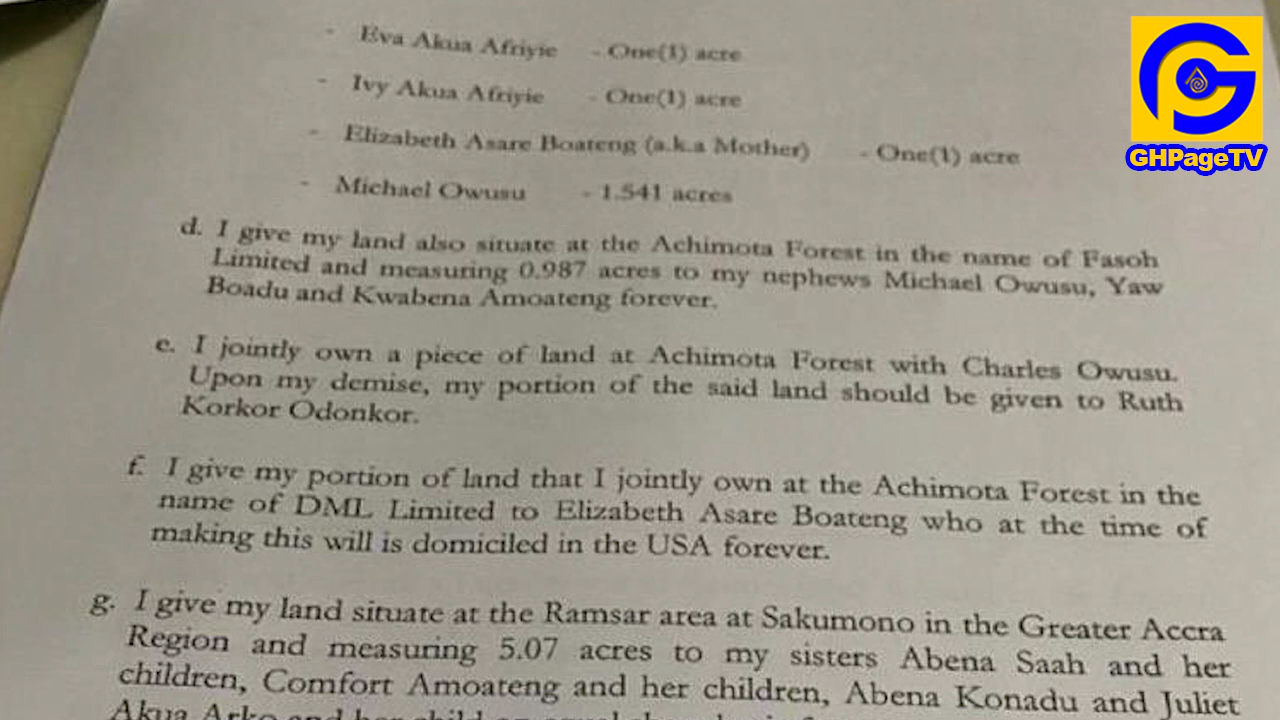 GHPageTV
- Eva Akua Afriyie - One(1) acre
- Ivy Akua Afriyie - One(1) acre
- Elizabeth Asare Boateng (a.k.a Mother) - One(1) acre
- Michael Owusu - 1.541 acres
d. I give my land also situate at the Achimota Forest in the name of Fasoh
Limited and measuring 0.987 acres to my nephews Michael Owusu, Yaw
Boadu and Kwabena Amoateng forever.
e. I jointly own a piece of land at Achimota Forest with Charles Owusu.
Upon my demise, my portion of the said land should be given to Ruth
Korkor Odonkor.
f. I give my portion of land that I jointly own at the Achimota Forest in the
name of DML Limited to Elizabeth Asare Boateng who at the time of
making this will is domiciled in the USA forever.
g. I give my land situate at the Ramsar area at Sakumono in the Greater Accra
Region and measuring 5.07 acres to my sisters Abena Saah and her
children, Comfort Amoateng and her children, Abena Konadu and Juliet
Akua Arko and her